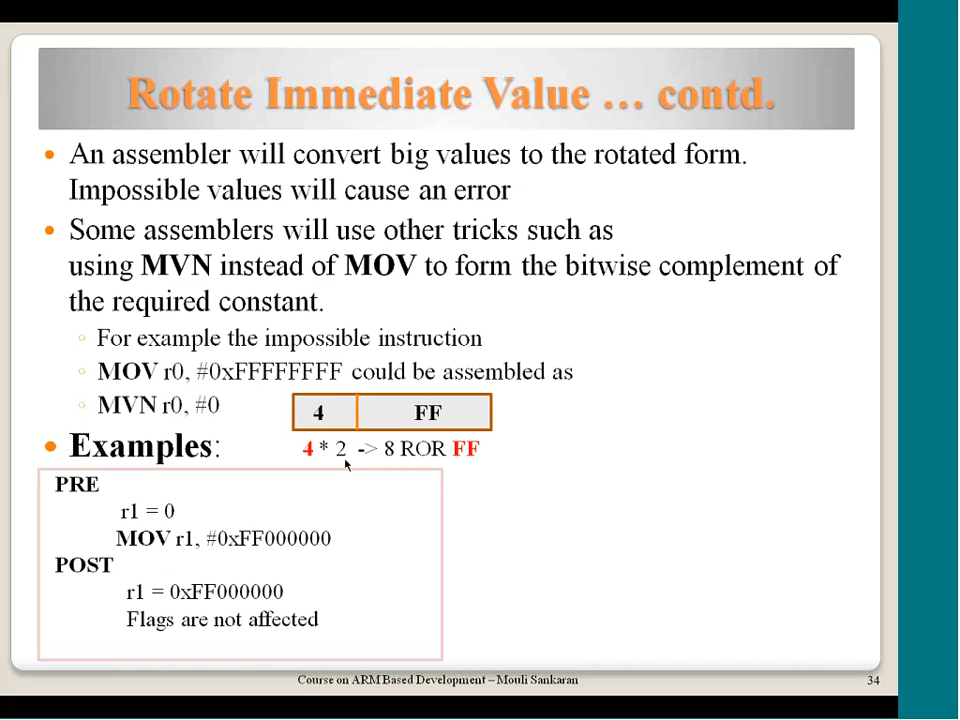 Rotate Immediate Value … contd.
• An assembler will convert big values to the rotated form.
Impossible values will cause an error
• Some assemblers will use other tricks such as
using MVN instead of MOV to form the bitwise complement of
the required constant.
◦ For example the impossible instruction
◦ MOV r0, #0xFFFFFFFF could be assembled as
◦ MVN r0, #0
4 FF
• Examples:
4 * 2 -> 8 ROR FF
PRE
r1 = 0
MOV r1, #0xFF000000
POST
r1 = 0xFF000000
Flags are not affected
Course on ARM Based Development – Mouli Sankaran
34